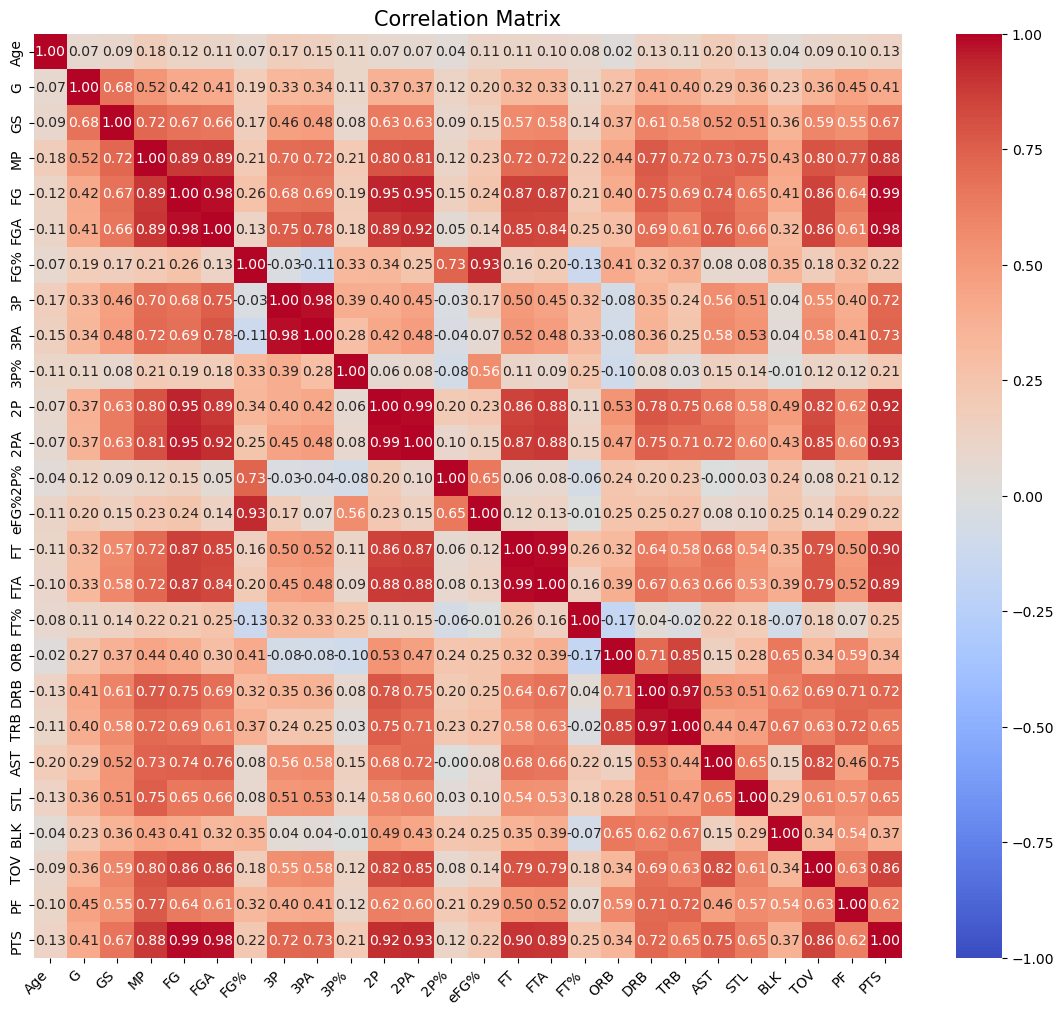 Correlation Matrix
Age 1.00 0.07 0.09 0.18 0.12 0.11 0.07 0.17 0.15 0.11 0.07 0.07 0.04 0.11 0.11 0.10 0.08 0.02 0.13 0.11 0.20 0.13 0.04 0.09 0.10 0.13
G 0.07 1.00 0.68 0.52 0.42 0.41 0.19 0.33 0.34 0.11 0.37 0.37 0.12 0.20 0.32 0.33 0.11 0.27 0.41 0.40 0.29 0.36 0.23 0.36 0.45 0.41
GS 0.09 0.68 1.00 0.72 0.67 0.66 0.17 0.46 0.48 0.08 0.63 0.63 0.09 0.15 0.57 0.58 0.14 0.37 0.61 0.58 0.52 0.51 0.36 0.59 0.55 0.67
MP 0.18 0.52 0.72 1.00 0.89 0.89 0.21 0.70 0.72 0.21 0.80 0.81 0.12 0.23 0.72 0.72 0.22 0.44 0.77 0.72 0.73 0.75 0.43 0.80 0.77 0.88
FG 0.12 0.42 0.67 0.89 1.00 0.98 0.26 0.68 0.69 0.19 0.95 0.95 0.15 0.24 0.87 0.87 0.21 0.40 0.75 0.69 0.74 0.65 0.41 0.86 0.64 0.99
FGA 0.11 0.41 0.66 0.89 0.98 1.00 0.13 0.75 0.78 0.18 0.89 0.92 0.05 0.14 0.85 0.84 0.25 0.30 0.69 0.61 0.76 0.66 0.32 0.86 0.61 0.98
FG% 0.07 0.19 0.17 0.21 0.26 0.13 1.00 -0.03 -0.11 0.33 0.34 0.25 0.73 0.93 0.16 0.20 -0.13 0.41 0.32 0.37 0.08 0.08 0.35 0.18 0.32 0.22
3P 0.17 0.33 0.46 0.70 0.68 0.75 -0.03 1.00 0.98 0.39 0.40 0.45 -0.03 0.17 0.50 0.45 0.32 -0.08 0.35 0.24 0.56 0.51 0.04 0.55 0.40 0.72
3PA 0.15 0.34 0.48 0.72 0.69 0.78 -0.11 0.98 1.00 0.28 0.42 0.48 -0.04 0.07 0.52 0.48 0.33 -0.08 0.36 0.25 0.58 0.53 0.04 0.58 0.41 0.73
3P% 0.11 0.11 0.08 0.21 0.19 0.18 0.33 0.39 0.28 1.00 0.06 0.08 -0.08 0.56 0.11 0.09 0.25 -0.10 0.08 0.03 0.15 0.14 -0.01 0.12 0.12 0.21
2P 0.07 0.37 0.63 0.80 0.95 0.89 0.34 0.40 0.42 0.06 1.00 0.99 0.20 0.23 0.86 0.88 0.11 0.53 0.78 0.75 0.68 0.58 0.49 0.82 0.62 0.92
2PA 0.07 0.37 0.63 0.81 0.95 0.92 0.25 0.45 0.48 0.08 0.99 1.00 0.10 0.15 0.87 0.88 0.15 0.47 0.75 0.71 0.72 0.60 0.43 0.85 0.60 0.93
2P% 0.04 0.12 0.09 0.12 0.15 0.05 0.73 -0.03 -0.04 -0.08 0.20 0.10 1.00 0.65 0.06 0.08 -0.06 0.24 0.20 0.23 -0.00 0.03 0.24 0.08 0.21 0.12
eFG% 0.11 0.20 0.15 0.23 0.24 0.14 0.93 0.17 0.07 0.56 0.23 0.15 0.65 1.00 0.12 0.13 -0.01 0.25 0.25 0.27 0.08 0.10 0.25 0.14 0.29 0.22
FT 0.11 0.32 0.57 0.72 0.87 0.85 0.16 0.50 0.52 0.11 0.86 0.87 0.06 0.12 1.00 0.99 0.26 0.32 0.64 0.58 0.68 0.54 0.35 0.79 0.50 0.90
FTA 0.10 0.33 0.58 0.72 0.87 0.84 0.20 0.45 0.48 0.09 0.88 0.88 0.08 0.13 0.99 1.00 0.16 0.39 0.67 0.63 0.66 0.53 0.39 0.79 0.52 0.89
FT% 0.08 0.11 0.14 0.22 0.21 0.25 -0.13 0.32 0.33 0.25 0.11 0.15 -0.06 -0.01 0.26 0.16 1.00 -0.17 0.04 -0.02 0.22 0.18 -0.07 0.18 0.07 0.25
ORB 0.02 0.27 0.37 0.44 0.40 0.30 0.41 -0.08 -0.08 -0.10 0.53 0.47 0.24 0.25 0.32 0.39 -0.17 1.00 0.71 0.85 0.15 0.28 0.65 0.34 0.59 0.34
DRB 0.13 0.41 0.61 0.77 0.75 0.69 0.32 0.35 0.36 0.08 0.78 0.75 0.20 0.25 0.64 0.67 0.04 0.71 1.00 0.97 0.53 0.51 0.62 0.69 0.71 0.72
TRB 0.11 0.40 0.58 0.72 0.69 0.61 0.37 0.24 0.25 0.03 0.75 0.71 0.23 0.27 0.58 0.63 -0.02 0.85 0.97 1.00 0.44 0.47 0.67 0.63 0.72 0.65
AST 0.20 0.29 0.52 0.73 0.74 0.76 0.08 0.56 0.58 0.15 0.68 0.72 -0.00 0.08 0.68 0.66 0.22 0.15 0.53 0.44 1.00 0.65 0.15 0.82 0.46 0.75
STL 0.13 0.36 0.51 0.75 0.65 0.66 0.08 0.51 0.53 0.14 0.58 0.60 0.03 0.10 0.54 0.53 0.18 0.28 0.51 0.47 0.65 1.00 0.29 0.61 0.57 0.65
BLK 0.04 0.23 0.36 0.43 0.41 0.32 0.35 0.04 0.04 -0.01 0.49 0.43 0.24 0.25 0.35 0.39 -0.07 0.65 0.62 0.67 0.15 0.29 1.00 0.34 0.54 0.37
TOV 0.09 0.36 0.59 0.80 0.86 0.86 0.18 0.55 0.58 0.12 0.82 0.85 0.08 0.14 0.79 0.79 0.18 0.34 0.69 0.63 0.82 0.61 0.34 1.00 0.63 0.86
PF 0.10 0.45 0.55 0.77 0.64 0.61 0.32 0.40 0.41 0.12 0.62 0.60 0.21 0.29 0.50 0.52 0.07 0.59 0.71 0.72 0.46 0.57 0.54 0.63 1.00 0.62
PTS 0.13 0.41 0.67 0.88 0.99 0.98 0.22 0.72 0.73 0.21 0.92 0.93 0.12 0.22 0.90 0.89 0.25 0.34 0.72 0.65 0.75 0.65 0.37 0.86 0.62 1.00
Age G GS MP FG FGA FG% 3P 3PA 3P% 2P 2PA 2P% eFG% FT FTA FT% ORB DRB TRB AST STL BLK TOV PF PTS
1.00
0.75
0.50
0.25
0.00
−0.25
−0.50
−0.75
−1.00